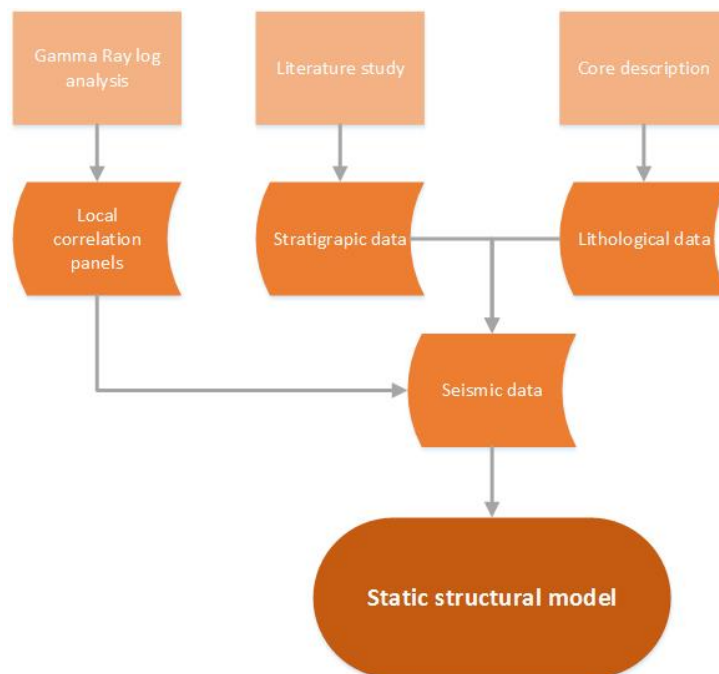 Gamma Ray log
analysis
Literature study
Core description
Local
correlation
panels
Stratigrapic data
Lithological data
Seismic data
Static structural model